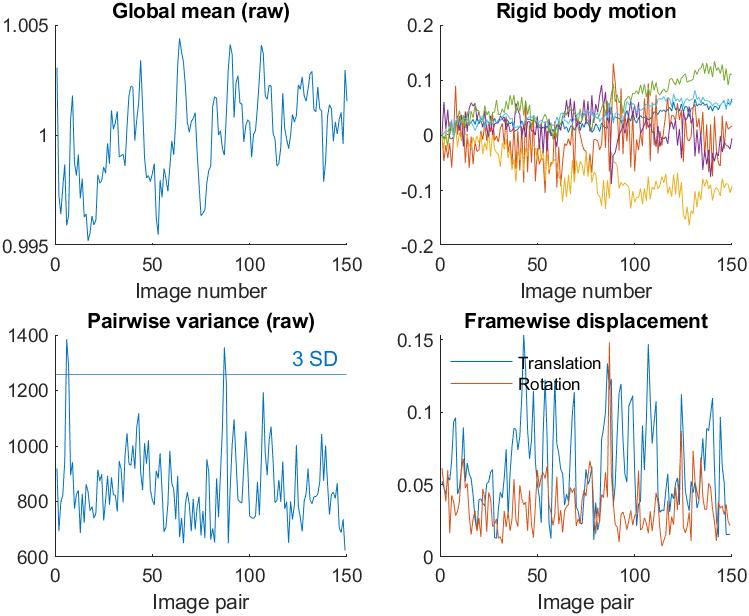 Global mean (raw)
1.005
1
0.995
0 50 100 150
Image number
Rigid body motion
0.2
0.1
0
-0.1
-0.2
0 50 100 150
Image number
Pairwise variance (raw)
1400
1200
1000
800
600
3 SD
0 50 100 150
Image pair
Framewise displacement
0.15
0.1
0.05
0
Translation
Rotation
0 50 100 150
Image pair